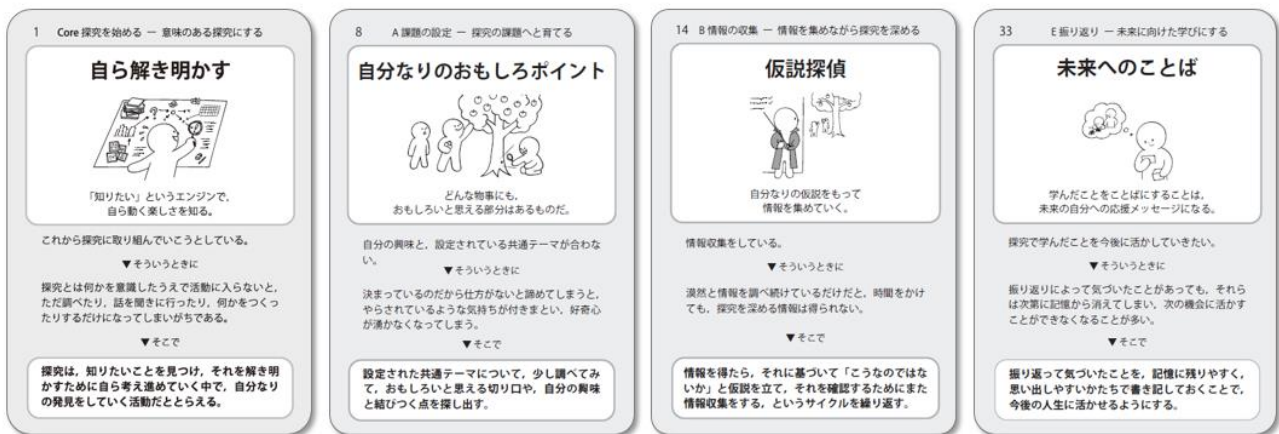 1 Core 探究を始める ー 意味のある探究にする
自ら解き明かす
「知りたい」というエンジンで,
自ら動く楽しさを知る。
これから探究に取り組んでいこうとしている。
▼そういうときに
探究とは何かを意識したうえで活動に入らないと,
ただ調べたり, 話を聞きに行ったり, 何かをつくっ
たりするだけになってしまいがちである。
▼そこで
探究は, 知りたいことを見つけ, それを解き明
かすために自ら考え進めていく中で, 自分なり
の発見をしていく活動だととらえる。
8 A 課題の設定 ー 探究の課題へと育てる
自分なりのおもしろポイント
どんな物事にも,
おもしろいと思える部分はあるものだ。
自分の興味と, 設定されている共通テーマが合わな
い。
▼そういうときに
決まっているのだから仕方がないと諦めてしまうと,
やらされているような気持ちが付きまとい, 好奇心
が湧かなくなってしまう。
▼そこで
設定された共通テーマについて, 少し調べてみ
て, おもしろいと思える切り口や, 自分の興味
と結びつく点を探し出す。
14 B 情報の収集 ー 情報を集めながら探究を深める
仮説探偵
自分なりの仮説をもって
情報を集めていく。
情報収集をしている。
▼そういうときに
漠然と情報を調べ続けているだけだと, 時間をかけ
ても, 探究を深める情報は得られない。
▼そこで
情報を得たら, それに基づいて「こうなのではな
いか」と仮説を立て, それを確認するためにまた
情報収集をする, というサイクルを繰り返す。
33 E 振り返り ー 未来に向けた学びにする
未来へのことば
学んだことをことばにすることは,
未来の自分への応援メッセージになる。
探究で学んだことを今後に活かしていきたい。
▼そういうときに
振り返りによって気づいたことがあっても, それら
は次第に記憶から消えてしまい, 次の機会に活かす
ことができなくなることが多い。
▼そこで
振り返って気づいたことを, 記憶に残りやすく,
思い出しやすいかたちで書き記しておくことで,
今後の人生に活かせるようにする。